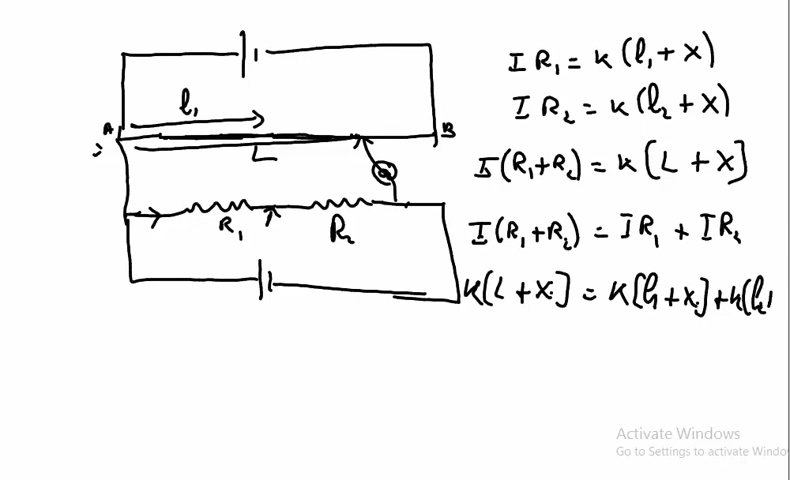 I R₁ = K (l₁ + x)
l₁
I R₂ = K (l₂ + x)
A
B
L
I (R₁ + R₂) = K [L + x]
R₁
R₂
I (R₁ + R₂) = I R₁ + I R₂
K [L + x] = K [l₁ + x] + K (l₂
Activate Windows
Go to Settings to activate Windo